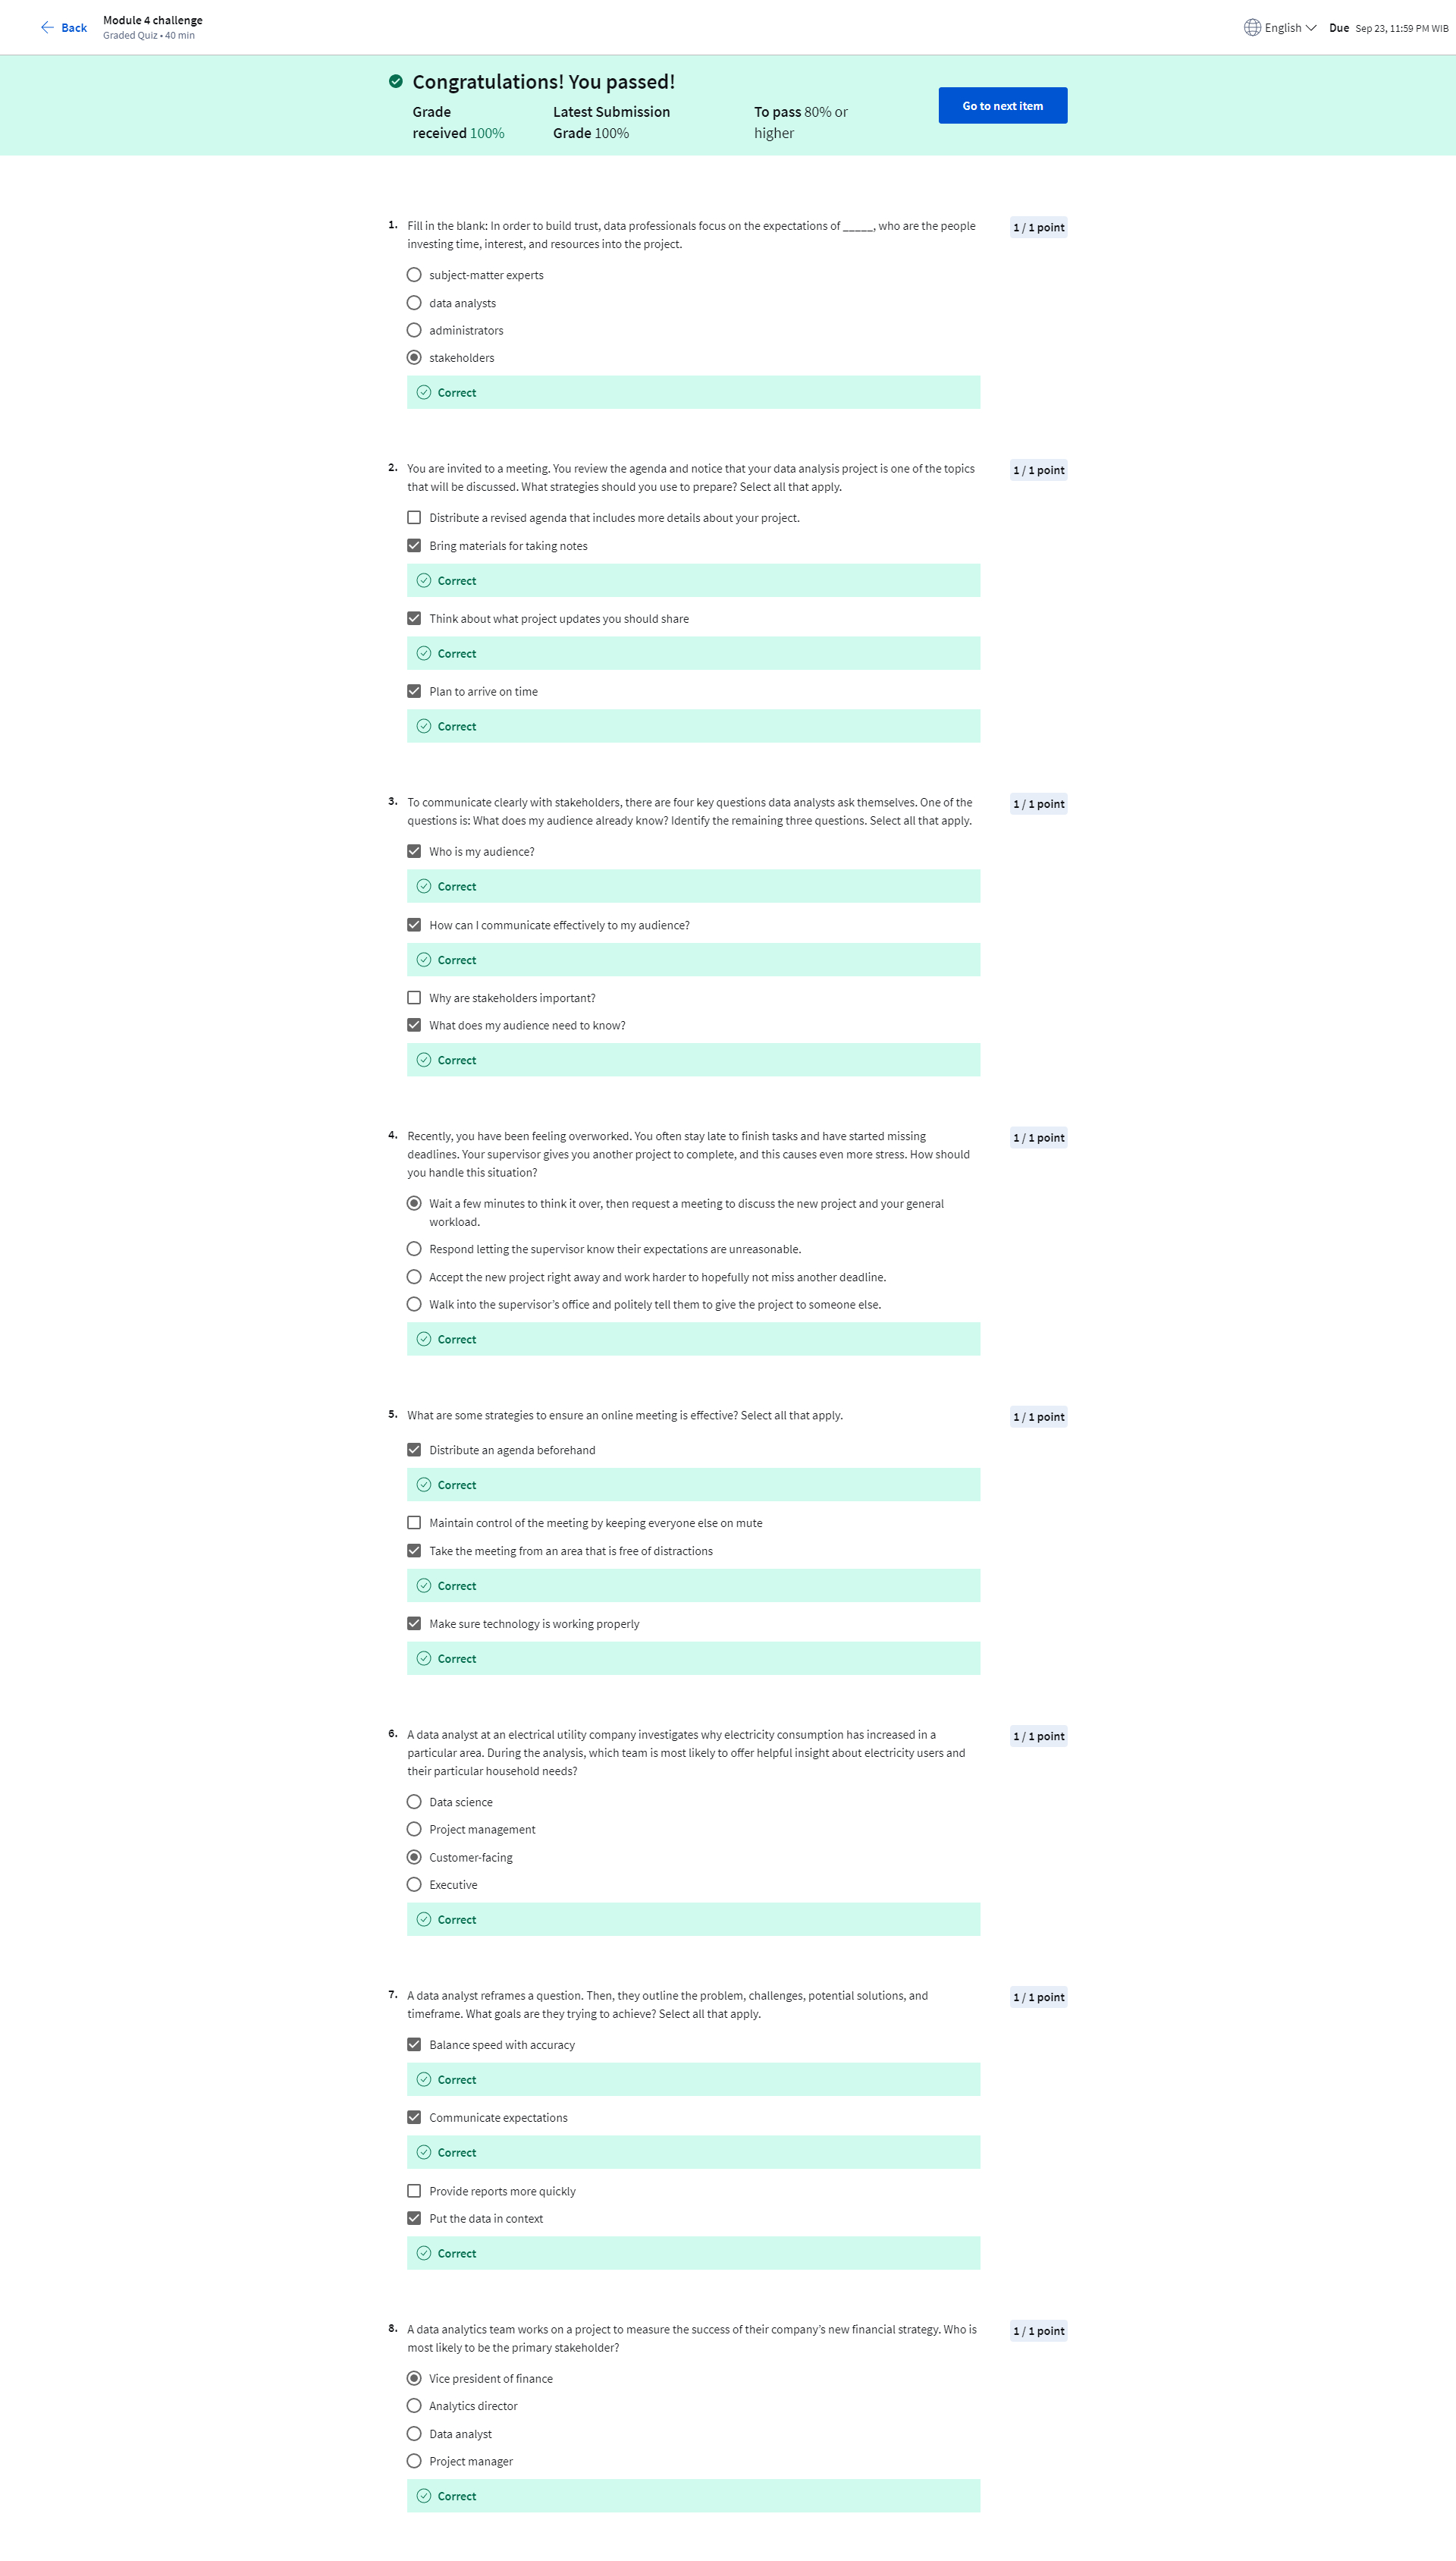 Back
Module 4 challenge
Graded Quiz • 40 min
English
Due Sep 23, 11:59 PM WIB
Congratulations! You passed!
Grade
received 100%
Latest Submission
Grade 100%
To pass 80% or
higher
Go to next item
1.
Fill in the blank: In order to build trust, data professionals focus on the expectations of _____, who are the people
investing time, interest, and resources into the project.
1 / 1 point
subject-matter experts
data analysts
administrators
stakeholders
Correct
2.
You are invited to a meeting. You review the agenda and notice that your data analysis project is one of the topics
that will be discussed. What strategies should you use to prepare? Select all that apply.
1 / 1 point
Distribute a revised agenda that includes more details about your project.
Bring materials for taking notes
Correct
Think about what project updates you should share
Correct
Plan to arrive on time
Correct
3.
To communicate clearly with stakeholders, there are four key questions data analysts ask themselves. One of the
questions is: What does my audience already know? Identify the remaining three questions. Select all that apply.
1 / 1 point
Who is my audience?
Correct
How can I communicate effectively to my audience?
Correct
Why are stakeholders important?
What does my audience need to know?
Correct
4.
Recently, you have been feeling overworked. You often stay late to finish tasks and have started missing
deadlines. Your supervisor gives you another project to complete, and this causes even more stress. How should
you handle this situation?
1 / 1 point
Wait a few minutes to think it over, then request a meeting to discuss the new project and your general
workload.
Respond letting the supervisor know their expectations are unreasonable.
Accept the new project right away and work harder to hopefully not miss another deadline.
Walk into the supervisor’s office and politely tell them to give the project to someone else.
Correct
5.
What are some strategies to ensure an online meeting is effective? Select all that apply.
1 / 1 point
Distribute an agenda beforehand
Correct
Maintain control of the meeting by keeping everyone else on mute
Take the meeting from an area that is free of distractions
Correct
Make sure technology is working properly
Correct
6.
A data analyst at an electrical utility company investigates why electricity consumption has increased in a
particular area. During the analysis, which team is most likely to offer helpful insight about electricity users and
their particular household needs?
1 / 1 point
Data science
Project management
Customer-facing
Executive
Correct
7.
A data analyst reframes a question. Then, they outline the problem, challenges, potential solutions, and
timeframe. What goals are they trying to achieve? Select all that apply.
1 / 1 point
Balance speed with accuracy
Correct
Communicate expectations
Correct
Provide reports more quickly
Put the data in context
Correct
8.
A data analytics team works on a project to measure the success of their company’s new financial strategy. Who is
most likely to be the primary stakeholder?
1 / 1 point
Vice president of finance
Analytics director
Data analyst
Project manager
Correct